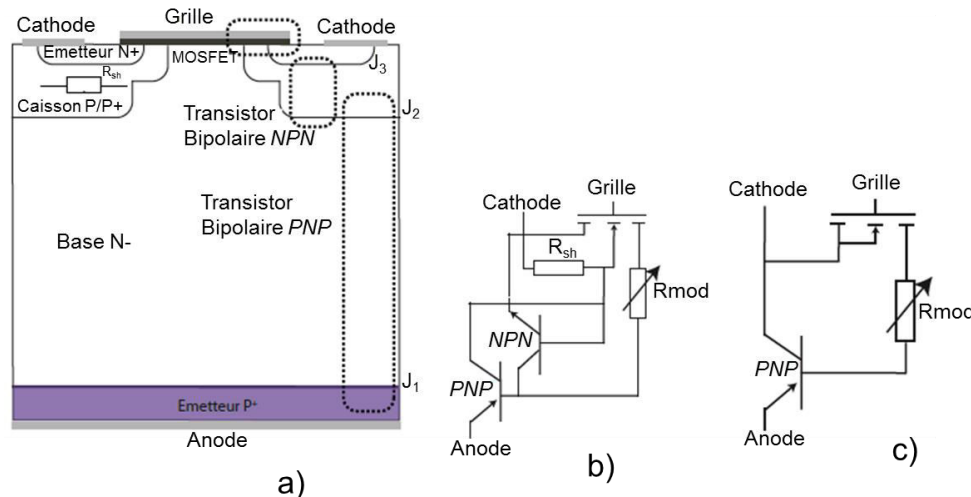 Cathode
Grille
Cathode
Emetteur N+
MOSFET
J3
Rsh
Caisson P/P+
J2
Transistor
Bipolaire NPN
Transistor
Bipolaire PNP
Base N-
J1
Emetteur P+
Anode
a)
Cathode
Grille
Rsh
Rmod
NPN
PNP
Anode
b)
Cathode
Grille
Rmod
PNP
Anode
c)